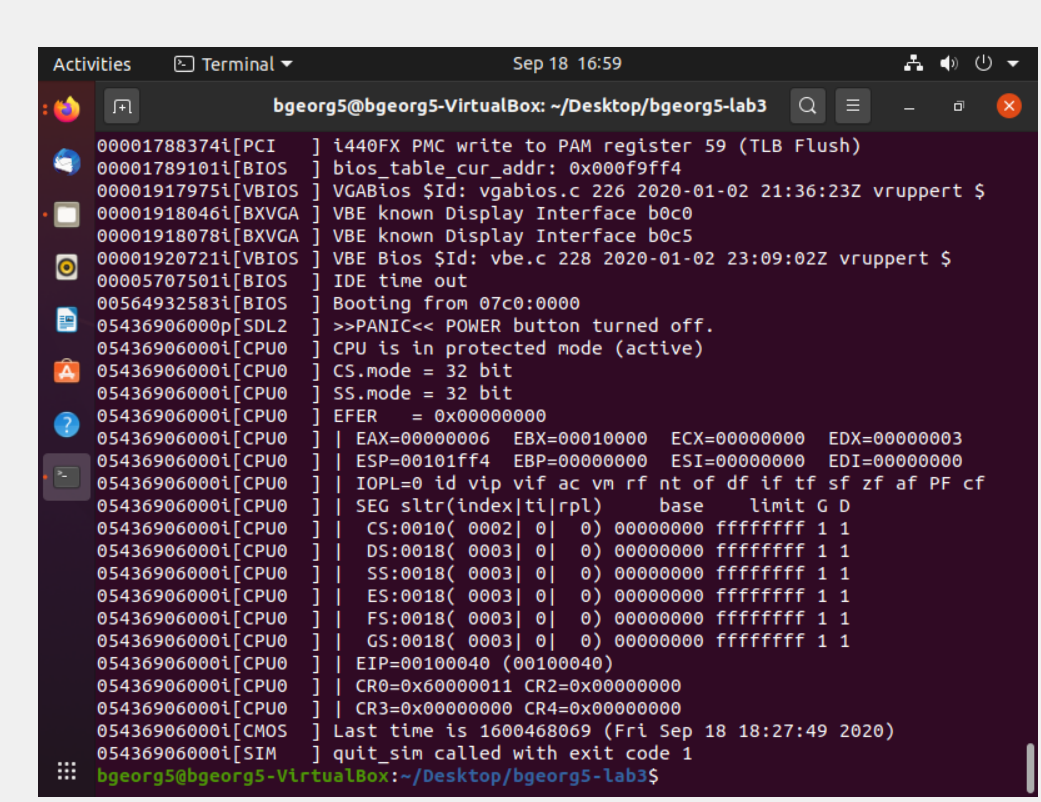 Activities Terminal Sep 18 16:59
bgeorg5@bgeorg5-VirtualBox: ~/Desktop/bgeorg5-lab3
00001788374i[PCI   ] i440FX PMC write to PAM register 59 (TLB Flush)
00001789101i[BIOS  ] bios_table_cur_addr: 0x000f9ff4
00001917975i[VBIOS ] VGABios $Id: vgabios.c 226 2020-01-02 21:36:23Z vruppert $
00001918046i[BXVGA ] VBE known Display Interface b0c0
00001918078i[BXVGA ] VBE known Display Interface b0c5
00001920721i[VBIOS ] VBE Bios $Id: vbe.c 228 2020-01-02 23:09:02Z vruppert $
00005707501i[BIOS  ] IDE time out
00564932583i[BIOS  ] Booting from 07c0:0000
05436906000p[SDL2  ] >>PANIC<< POWER button turned off.
05436906000i[CPU0  ] CPU is in protected mode (active)
05436906000i[CPU0  ] CS.mode = 32 bit
05436906000i[CPU0  ] SS.mode = 32 bit
05436906000i[CPU0  ] EFER   = 0x00000000
05436906000i[CPU0  ] | EAX=00000006  EBX=00010000  ECX=00000000  EDX=00000003
05436906000i[CPU0  ] | ESP=00101ff4  EBP=00000000  ESI=00000000  EDI=00000000
05436906000i[CPU0  ] | IOPL=0 id vip vif ac vm rf nt of df if tf sf zf af PF cf
05436906000i[CPU0  ] | SEG sltr(index|ti|rpl)     base    limit G D
05436906000i[CPU0  ] |  CS:0010( 0002| 0|  0) 00000000 ffffffff 1 1
05436906000i[CPU0  ] |  DS:0018( 0003| 0|  0) 00000000 ffffffff 1 1
05436906000i[CPU0  ] |  SS:0018( 0003| 0|  0) 00000000 ffffffff 1 1
05436906000i[CPU0  ] |  ES:0018( 0003| 0|  0) 00000000 ffffffff 1 1
05436906000i[CPU0  ] |  FS:0018( 0003| 0|  0) 00000000 ffffffff 1 1
05436906000i[CPU0  ] |  GS:0018( 0003| 0|  0) 00000000 ffffffff 1 1
05436906000i[CPU0  ] | EIP=00100040 (00100040)
05436906000i[CPU0  ] | CR0=0x60000011 CR2=0x00000000
05436906000i[CPU0  ] | CR3=0x00000000 CR4=0x00000000
05436906000i[CMOS  ] Last time is 1600468069 (Fri Sep 18 18:27:49 2020)
05436906000i[SIM   ] quit_sim called with exit code 1
bgeorg5@bgeorg5-VirtualBox:~/Desktop/bgeorg5-lab3$